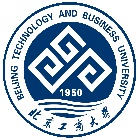 BEIJING TECHNOLOGY AND BUSINESS UNIVERSITY
1950
北京工商大学